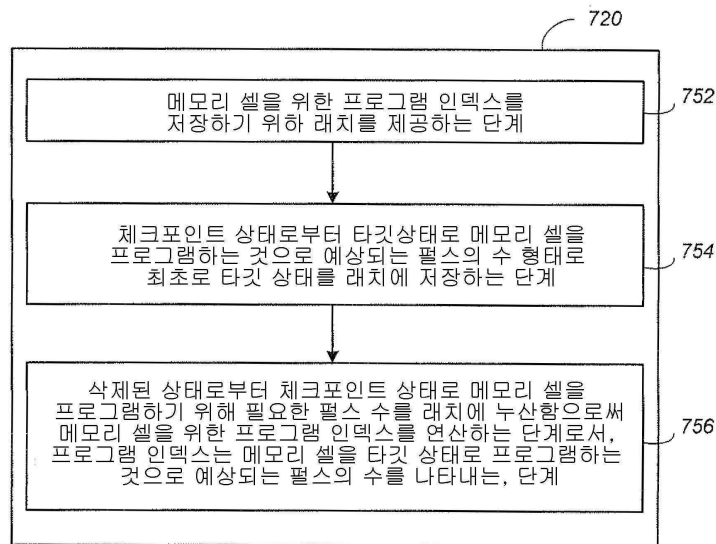 720
메모리 셀을 위한 프로그램 인덱스를
저장하기 위하 래치를 제공하는 단계
752
체크포인트 상태로부터 타깃상태로 메모리 셀을
프로그램하는 것으로 예상되는 펄스의 수 형태로
최초로 타깃 상태를 래치에 저장하는 단계
754
삭제된 상태로부터 체크포인트 상태로 메모리 셀을
프로그램하기 위해 필요한 펄스 수를 래치에 누산함으로써
메모리 셀을 위한 프로그램 인덱스를 연산하는 단계로서,
프로그램 인덱스는 메모리 셀을 타깃 상태로 프로그램하는
것으로 예상되는 펄스의 수를 나타내는, 단계
756